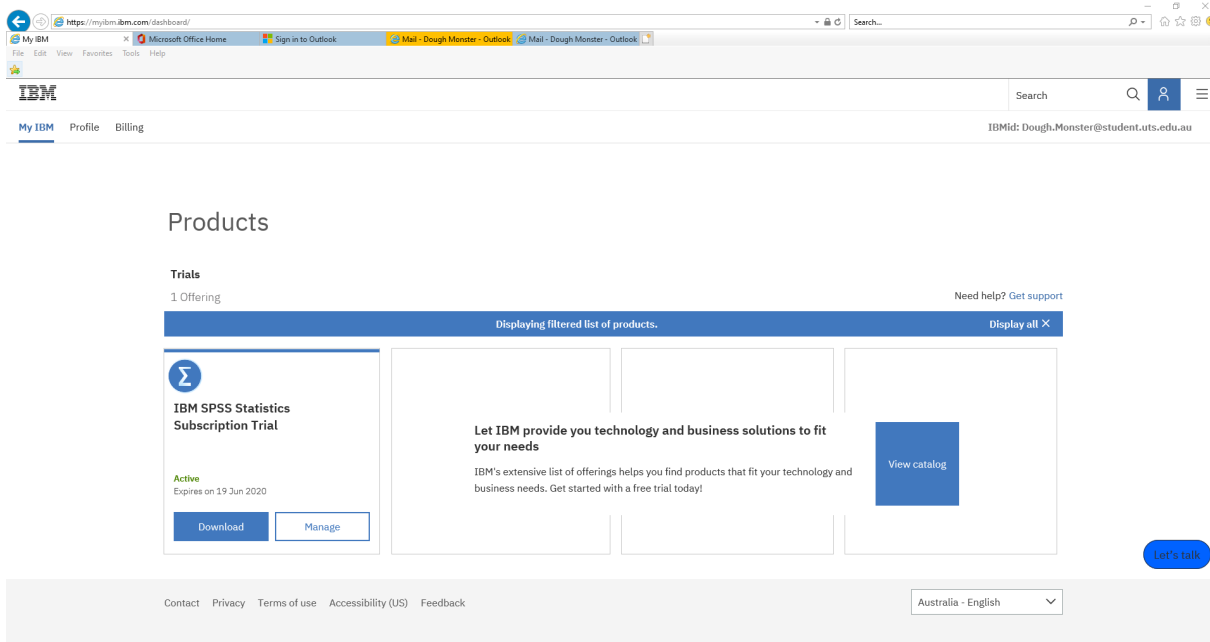 https://myibm.ibm.com/dashboard/
Search...
My IBM
Microsoft Office Home
Sign in to Outlook
Mail - Dough Monster - Outlook
Mail - Dough Monster - Outlook
File Edit View Favorites Tools Help
IBM
Search
My IBM Profile Billing
IBMid: Dough.Monster@student.uts.edu.au
Products
Trials
1 Offering
Need help? Get support
Displaying filtered list of products.
Display all ×
Σ
IBM SPSS Statistics
Subscription Trial
Active
Expires on 19 Jun 2020
Download
Manage
Let IBM provide you technology and business solutions to fit
your needs
IBM's extensive list of offerings helps you find products that fit your technology and
business needs. Get started with a free trial today!
View catalog
Let's talk
Contact Privacy Terms of use Accessibility (US) Feedback
Australia - English